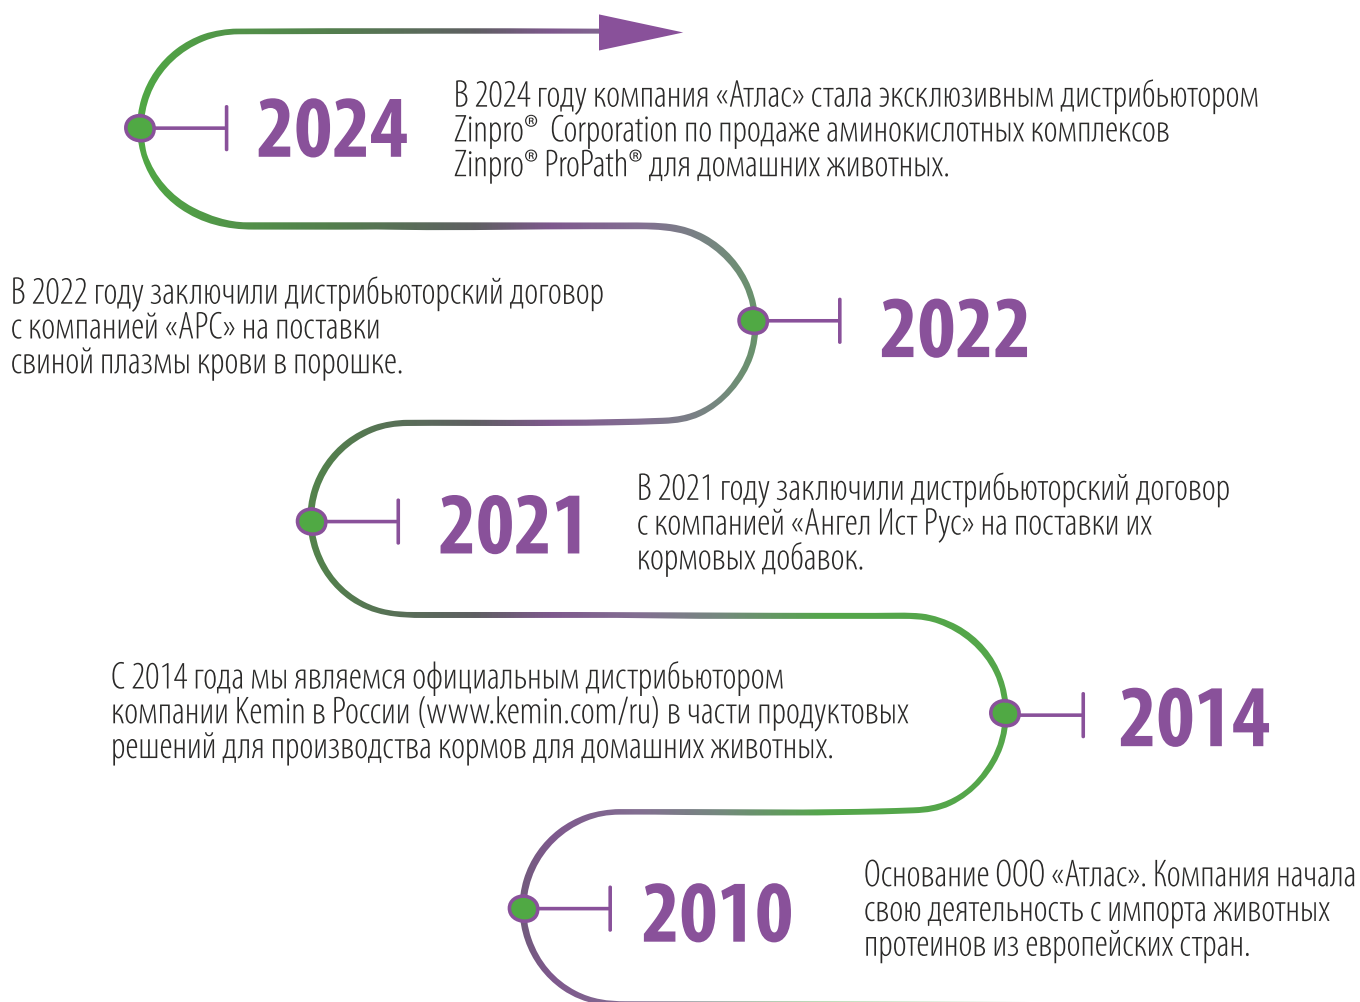 2024
В 2024 году компания «Атлас» стала эксклюзивным дистрибьютором
Zinpro® Corporation по продаже аминокислотных комплексов
Zinpro® ProPath® для домашних животных.
В 2022 году заключили дистрибьюторский договор
с компанией «АРС» на поставки
свиной плазмы крови в порошке.
2022
2021
В 2021 году заключили дистрибьюторский договор
с компанией «Ангел Ист Рус» на поставки их
кормовых добавок.
С 2014 года мы являемся официальным дистрибьютором
компании Kemin в России (www.kemin.com/ru) в части продуктовых
решений для производства кормов для домашних животных.
2014
2010
Основание ООО «Атлас». Компания начала
свою деятельность с импорта животных
протеинов из европейских стран.